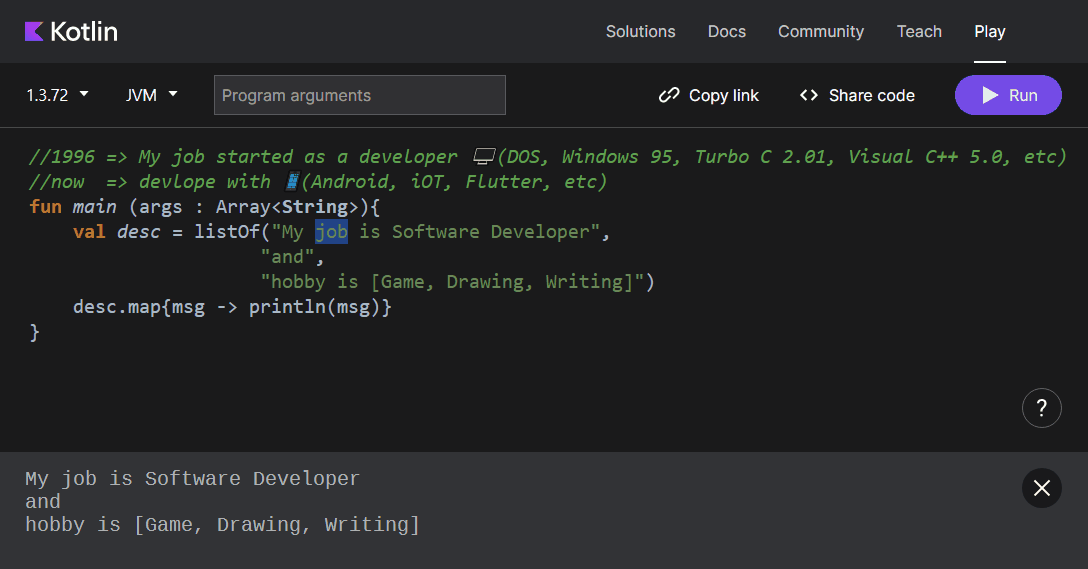 Kotlin Solutions Docs Community Teach Play
1.3.72 JVM Program arguments Copy link <> Share code Run
//1996 => My job started as a developer 🖥️(DOS, Windows 95, Turbo C 2.01, Visual C++ 5.0, etc)
//now  => devlope with 📱(Android, iOT, Flutter, etc)
fun main (args : Array<String>){
    val desc = listOf("My job is Software Developer",
                     "and",
                     "hobby is [Game, Drawing, Writing]")
    desc.map{msg -> println(msg)}
}
?
My job is Software Developer
and
hobby is [Game, Drawing, Writing]